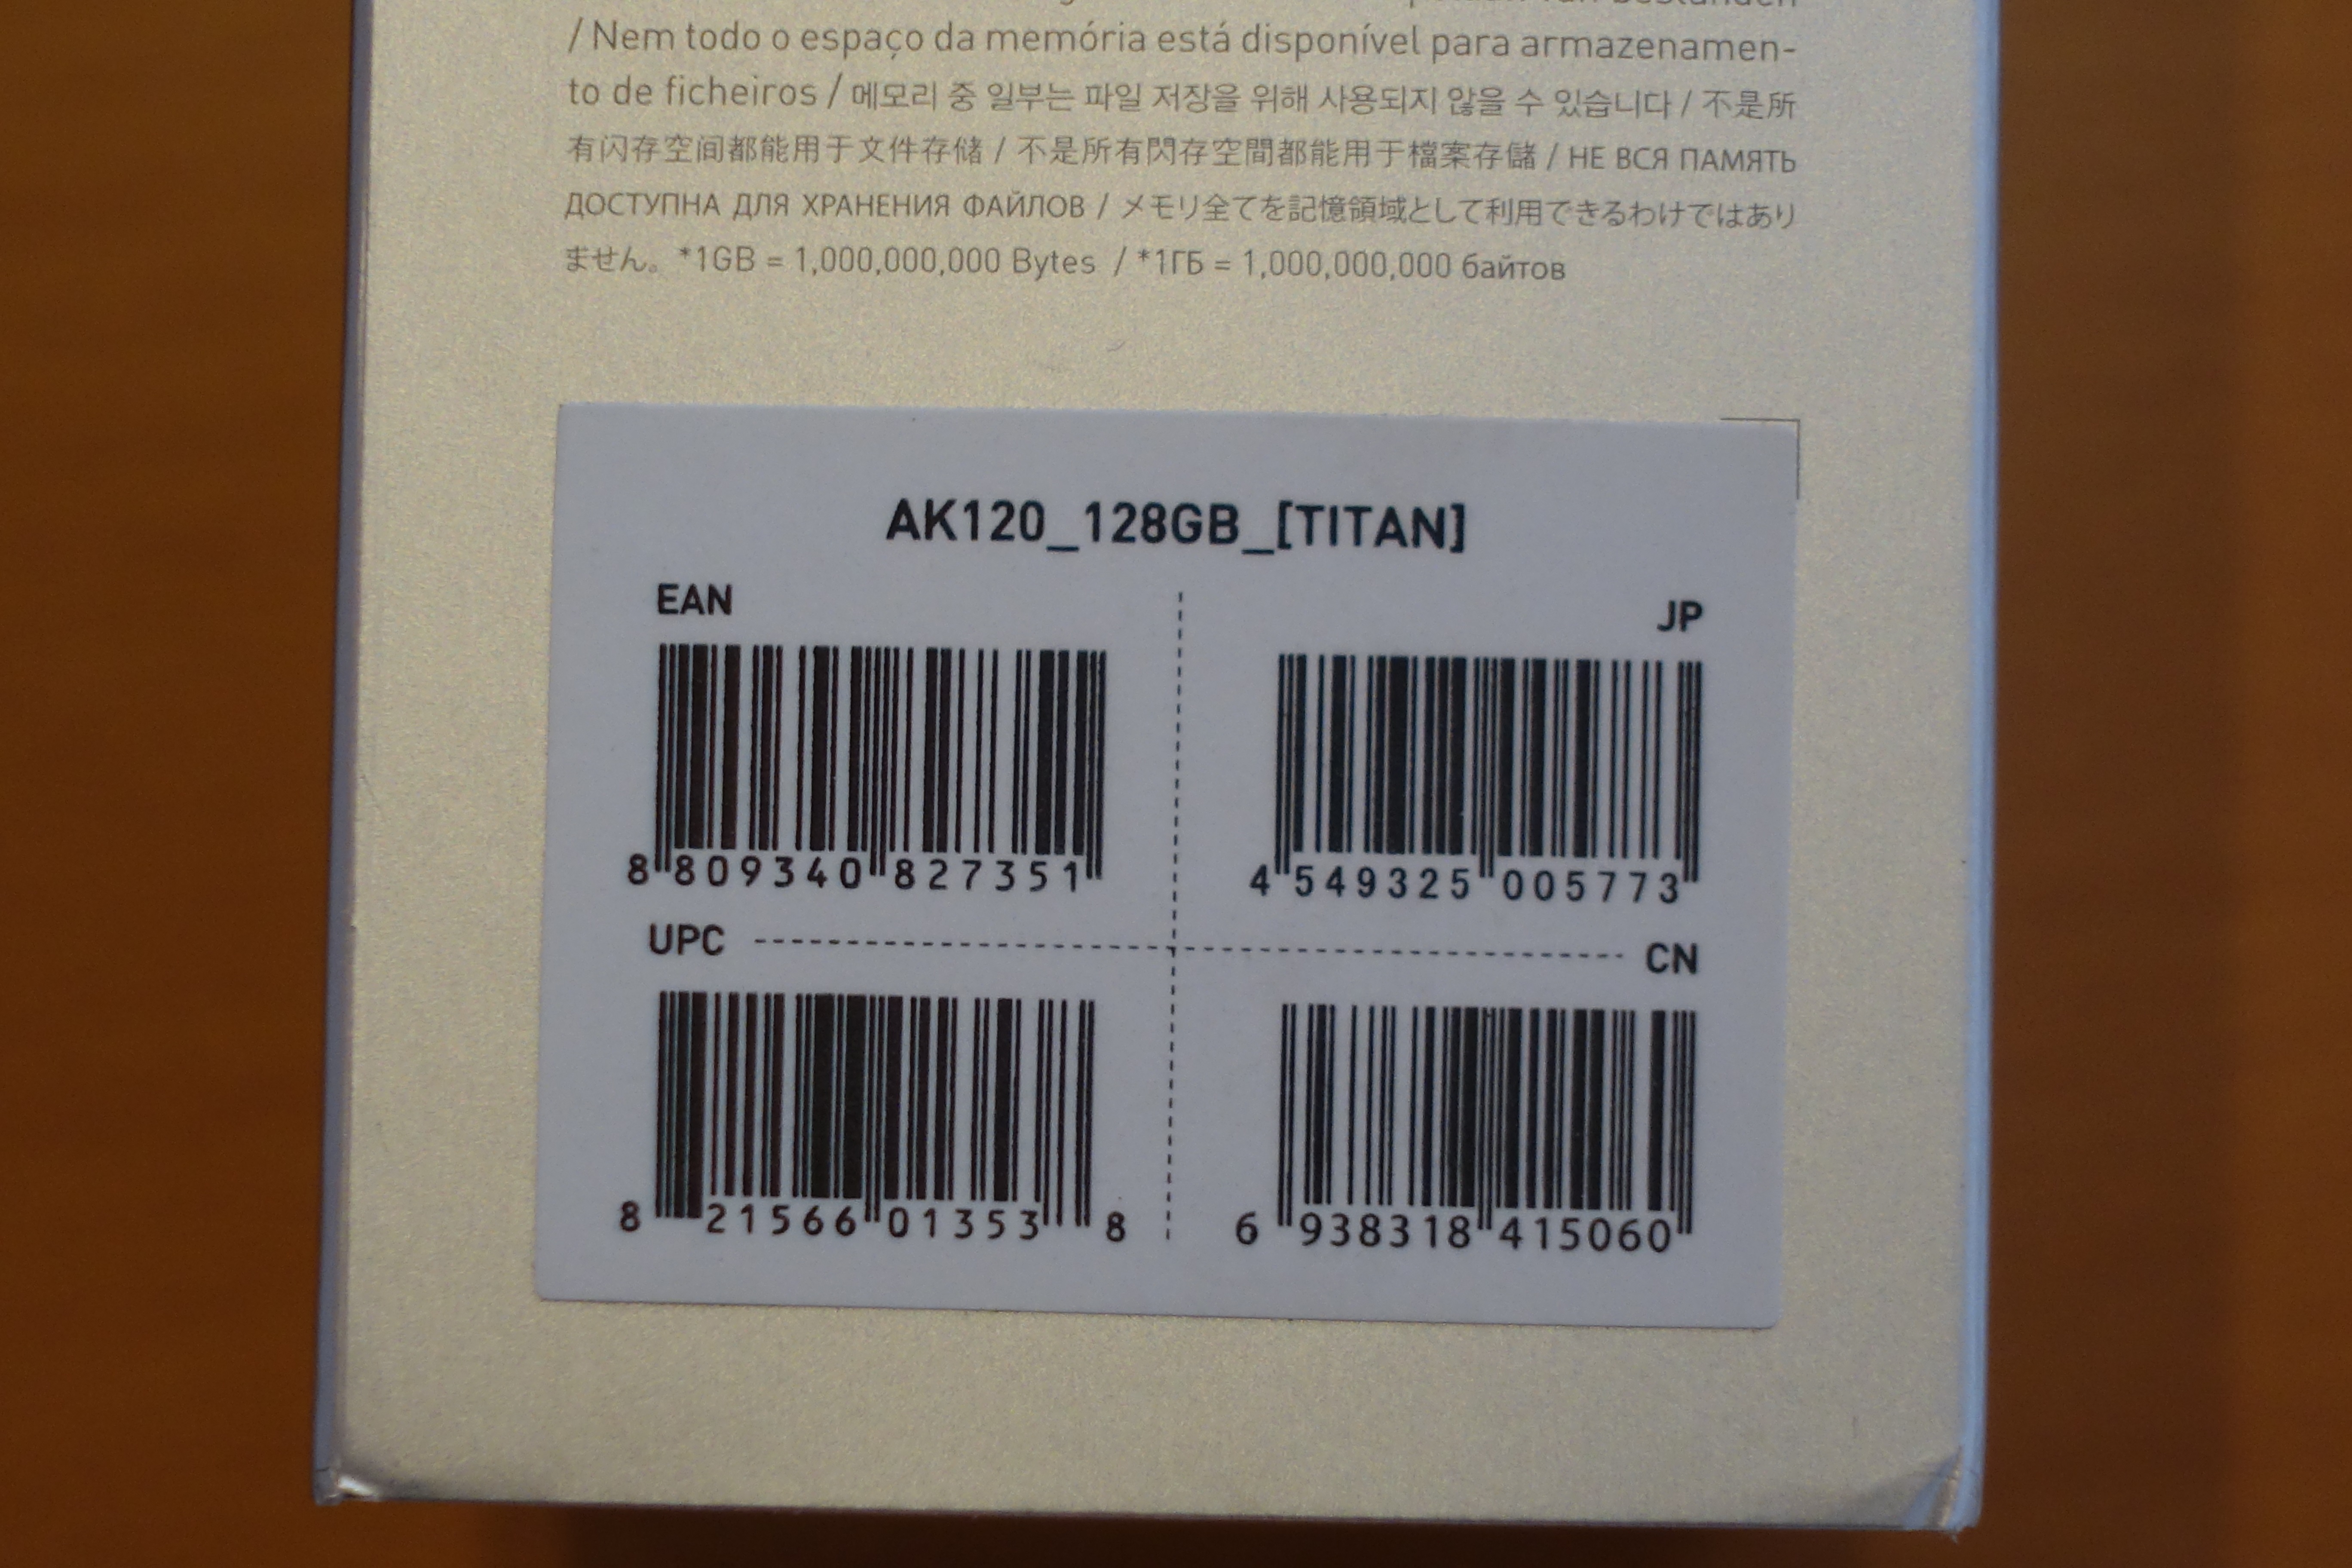 / Nem todo o espaço da memória está disponível para armazenamen-
to de ficheiros / 메모리 중 일부는 파일 저장을 위해 사용되지 않을 수 있습니다 / 不是所
有闪存空间都能用于文件存储 / 不是所有閃存空間都能用于檔案存儲 / НЕ ВСЯ ПАМЯТЬ
ДОСТУПНА ДЛЯ ХРАНЕНИЯ ФАЙЛОВ / メモリ全てを記憶領域として利用できるわけではあり
ません。 *1GB = 1,000,000,000 Bytes / *1ГБ = 1,000,000,000 байтов
AK120_128GB_[TITAN]
EAN
JP
8 809340 827351
4 549325 005773
UPC
CN
8 21566 01353 8
6 938318 415060